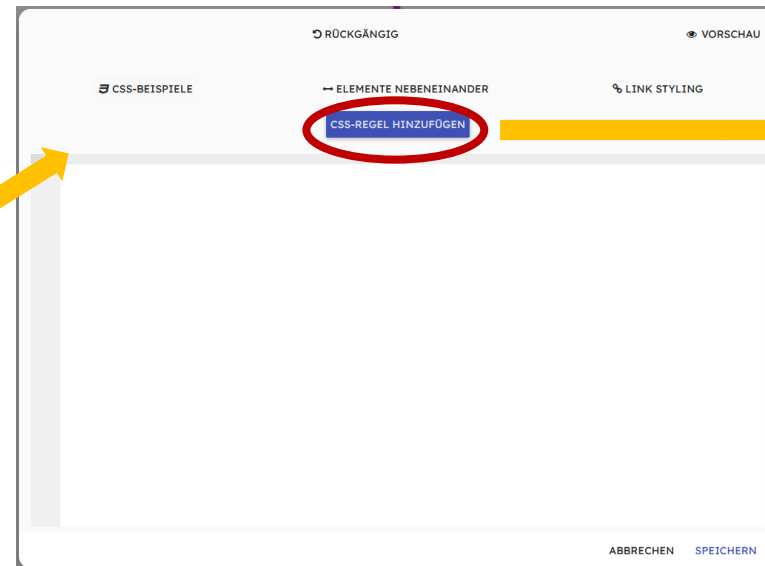 RÜCKGÄNGIG
VORSCHAU
CSS-BEISPIELE
ELEMENTE NEBENEINANDER
LINK STYLING
CSS-REGEL HINZUFÜGEN
ABBRECHEN
SPEICHERN